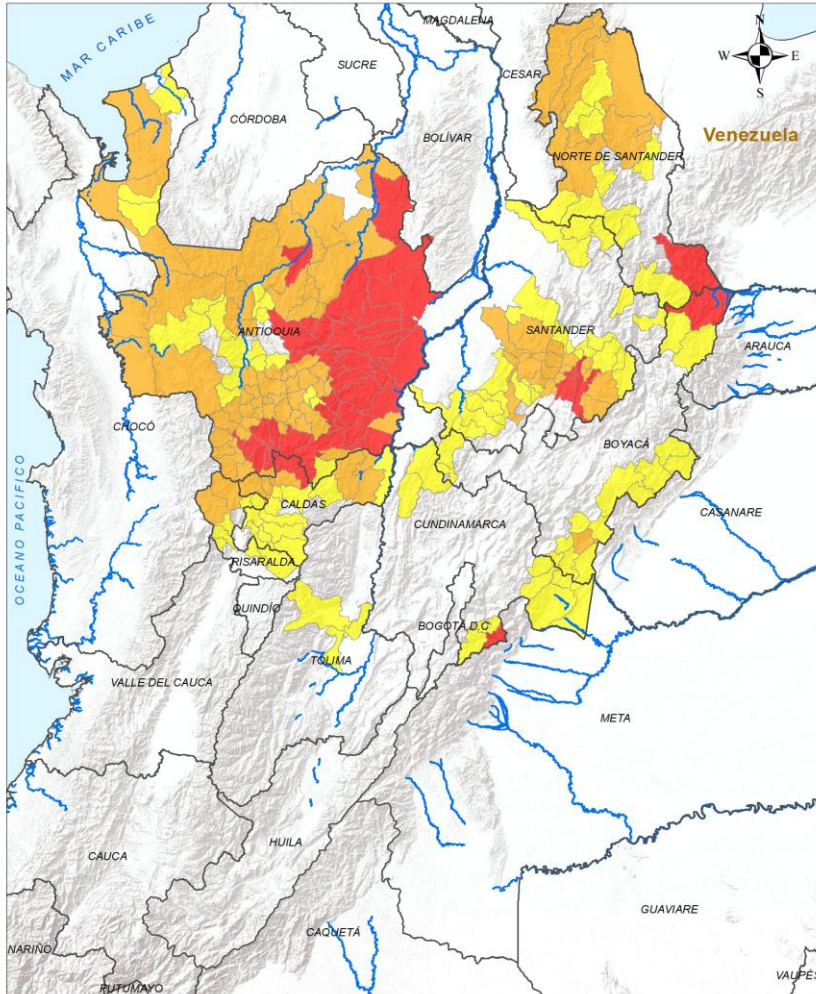 MAGDALENA
N
MAR CARIBE
SUCRE
CESAR
W
E
S
CÓRDOBA
BOLÍVAR
Venezuela
NORTE DE SANTANDER
ANTIOQUIA
SANTANDER
ARAUCA
CHOCÓ
BOYACÁ
OCEANO PACIFICO
CALDAS
CUNDINAMARCA
CASANARE
RISARALDA
QUINDÍO
BOGOTÁ D.C
TOLIMA
VALLE DEL CAUCA
META
HUILA
CAUCA
GUAVIARE
CAQUETÁ
NARIÑO
VAUPÉS
PUTUMAYO